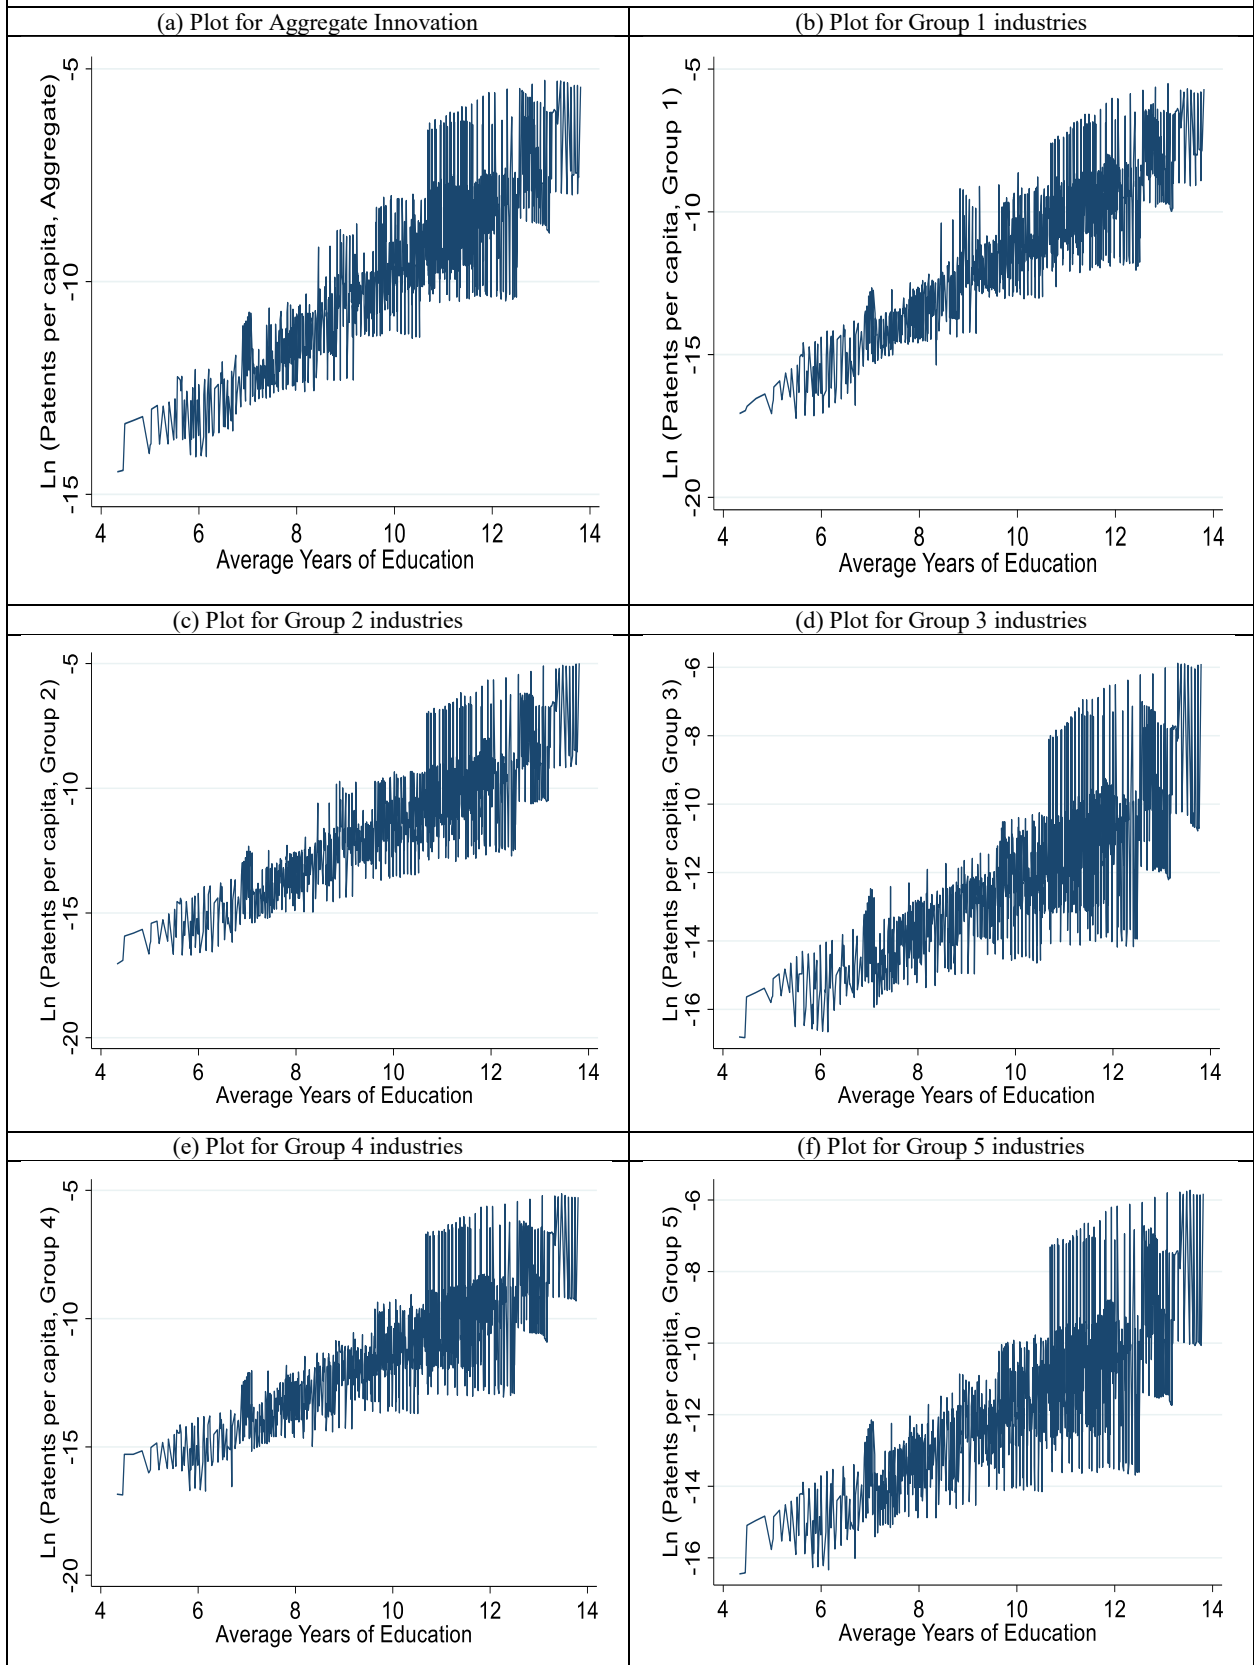 (a) Plot for Aggregate Innovation
(b) Plot for Group 1 industries
Ln (Patents per capita, Aggregate)
-5
-10
-15
4 6 8 10 12 14
Average Years of Education
Ln (Patents per capita, Group 1)
-5
-10
-15
-20
4 6 8 10 12 14
Average Years of Education
(c) Plot for Group 2 industries
(d) Plot for Group 3 industries
Ln (Patents per capita, Group 2)
-5
-10
-15
-20
4 6 8 10 12 14
Average Years of Education
Ln (Patents per capita, Group 3)
-6
-8
-10
-12
-14
-16
4 6 8 10 12 14
Average Years of Education
(e) Plot for Group 4 industries
(f) Plot for Group 5 industries
Ln (Patents per capita, Group 4)
-5
-10
-15
-20
4 6 8 10 12 14
Average Years of Education
Ln (Patents per capita, Group 5)
-6
-8
-10
-12
-14
-16
4 6 8 10 12 14
Average Years of Education